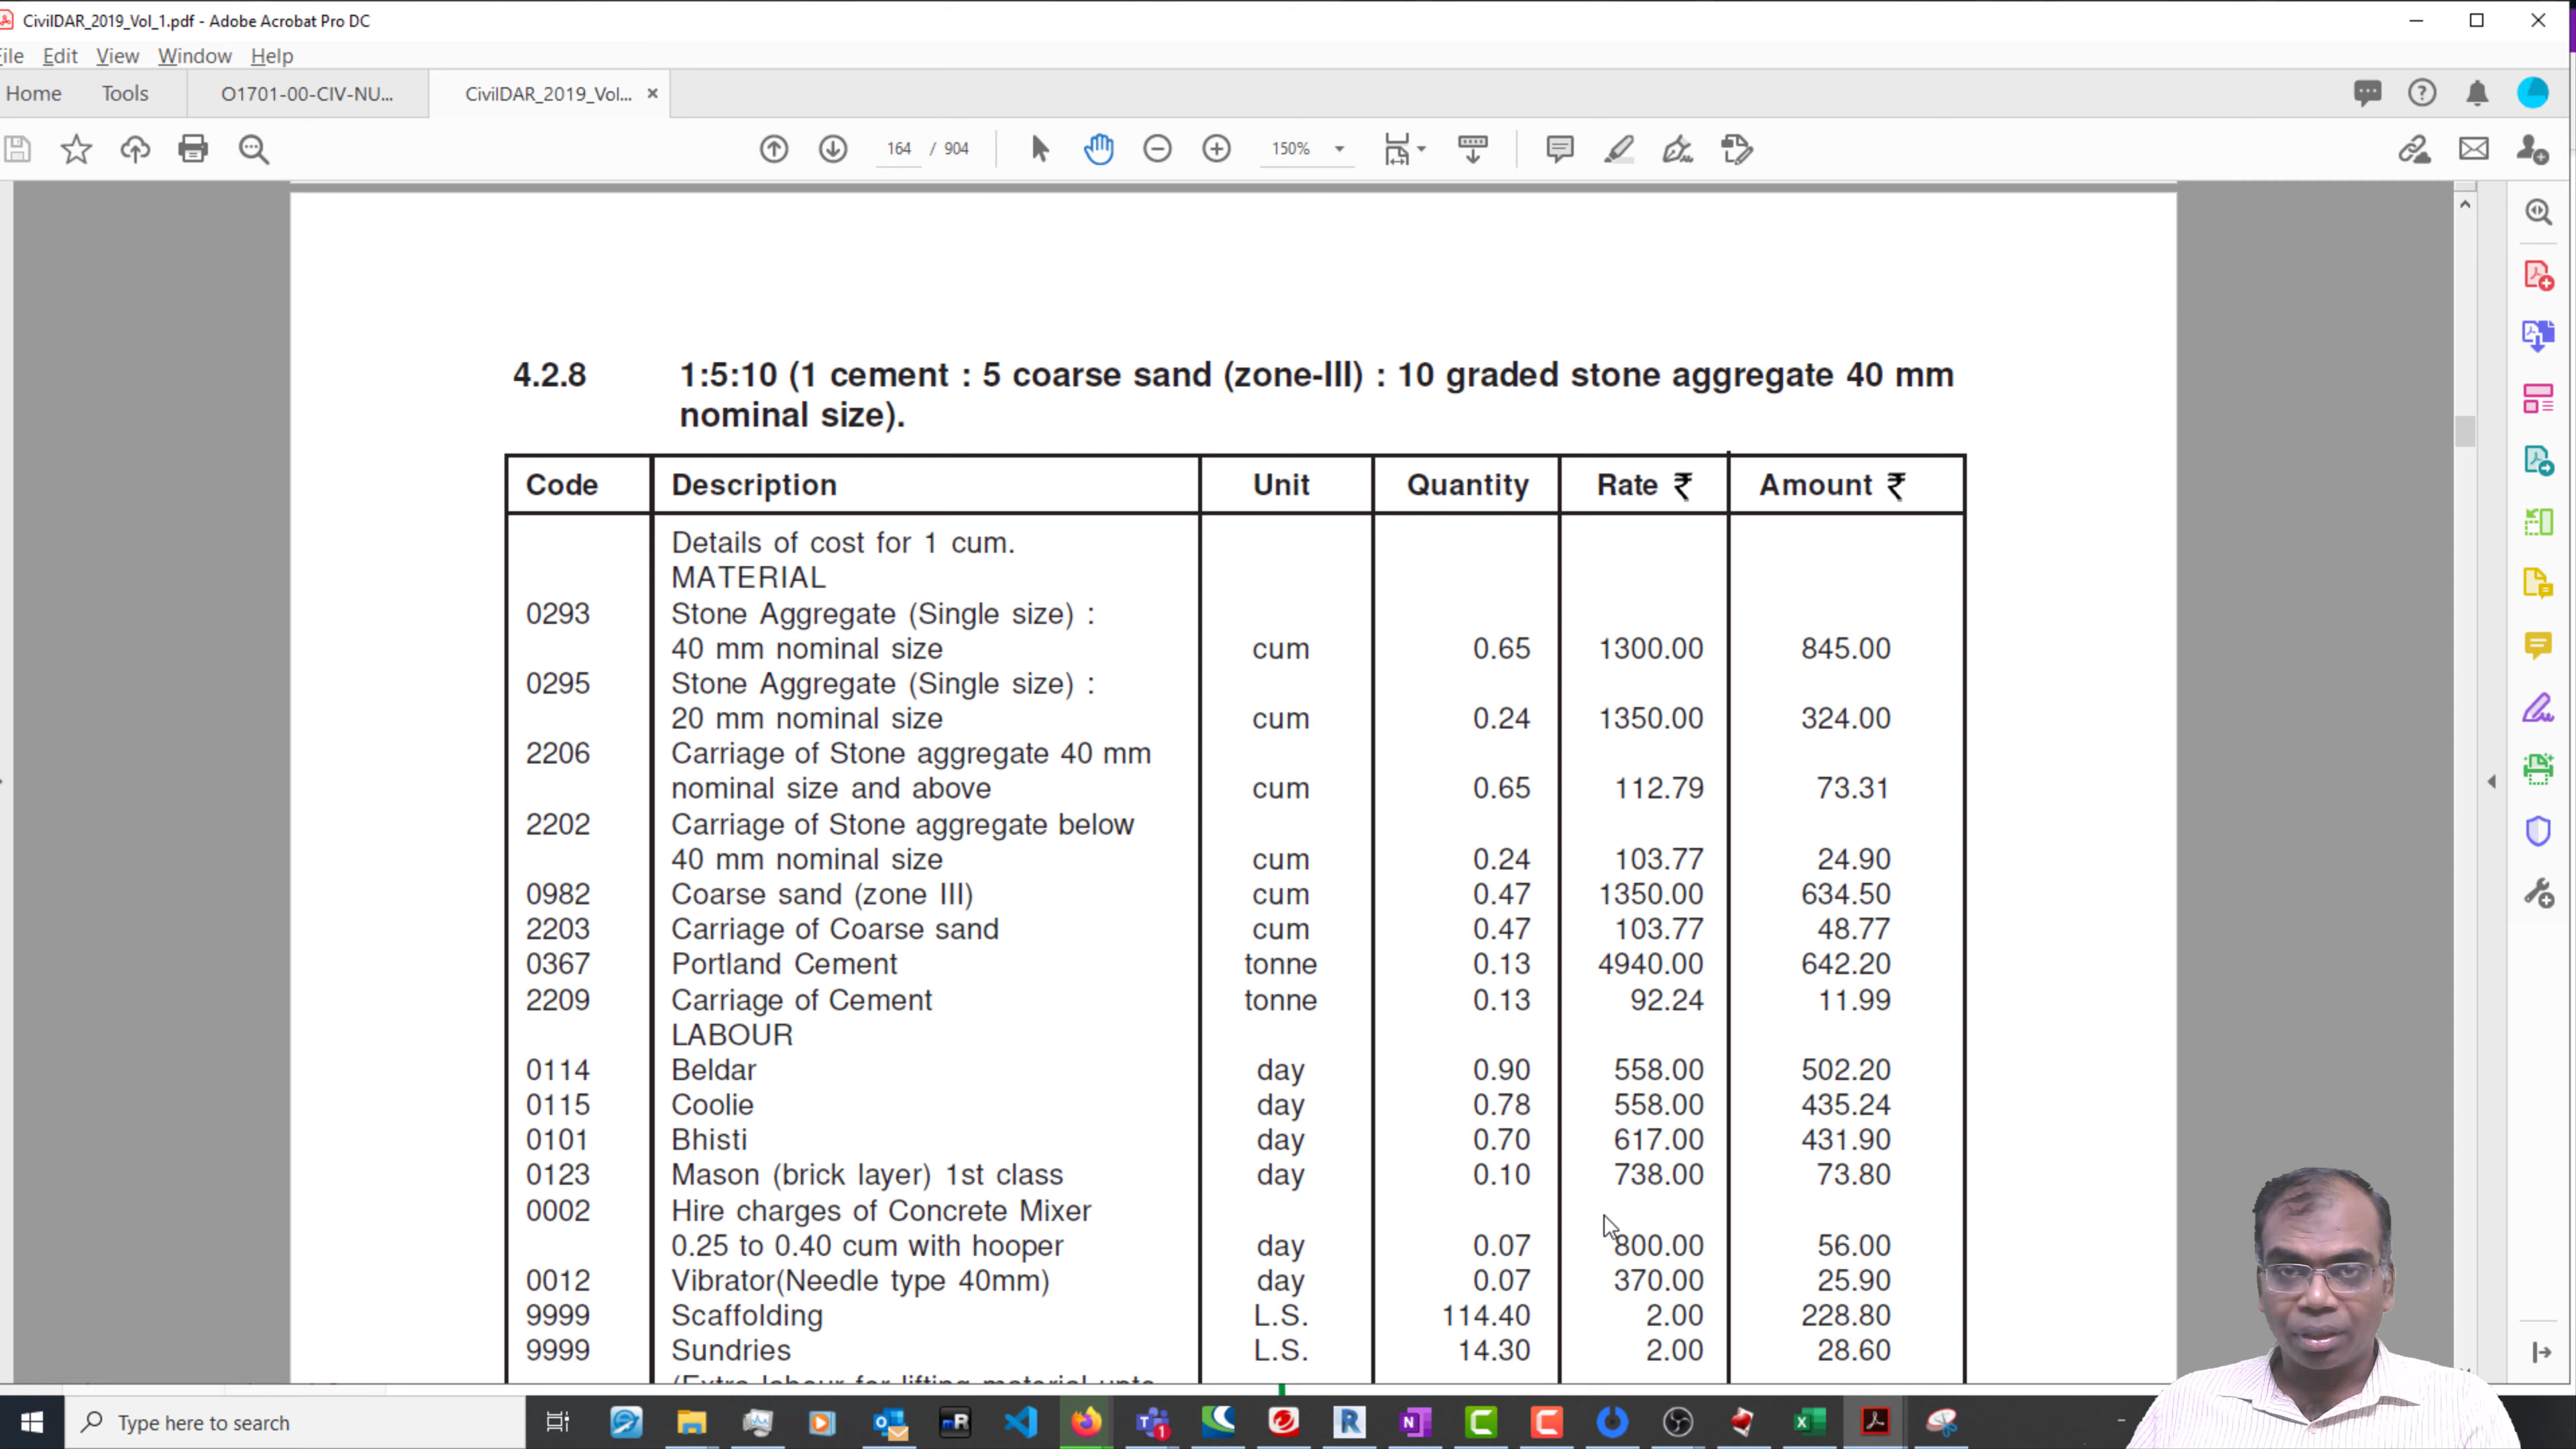 CivilDAR_2019_Vol_1.pdf - Adobe Acrobat Pro DC
File Edit View Window Help
Home Tools O1701-00-CIV-NU... CivilDAR_2019_Vol... ×
164 / 904 150%
4.2.8 1:5:10 (1 cement : 5 coarse sand (zone-III) : 10 graded stone aggregate 40 mm
nominal size).
Code Description Unit Quantity Rate ₹ Amount ₹
Details of cost for 1 cum.
MATERIAL
0293 Stone Aggregate (Single size) :
40 mm nominal size cum 0.65 1300.00 845.00
0295 Stone Aggregate (Single size) :
20 mm nominal size cum 0.24 1350.00 324.00
2206 Carriage of Stone aggregate 40 mm
nominal size and above cum 0.65 112.79 73.31
2202 Carriage of Stone aggregate below
40 mm nominal size cum 0.24 103.77 24.90
0982 Coarse sand (zone III) cum 0.47 1350.00 634.50
2203 Carriage of Coarse sand cum 0.47 103.77 48.77
0367 Portland Cement tonne 0.13 4940.00 642.20
2209 Carriage of Cement tonne 0.13 92.24 11.99
LABOUR
0114 Beldar day 0.90 558.00 502.20
0115 Coolie day 0.78 558.00 435.24
0101 Bhisti day 0.70 617.00 431.90
0123 Mason (brick layer) 1st class day 0.10 738.00 73.80
0002 Hire charges of Concrete Mixer
0.25 to 0.40 cum with hooper day 0.07 800.00 56.00
0012 Vibrator(Needle type 40mm) day 0.07 370.00 25.90
9999 Scaffolding L.S. 114.40 2.00 228.80
9999 Sundries L.S. 14.30 2.00 28.60
(Extra labour for lifting material upto
Type here to search